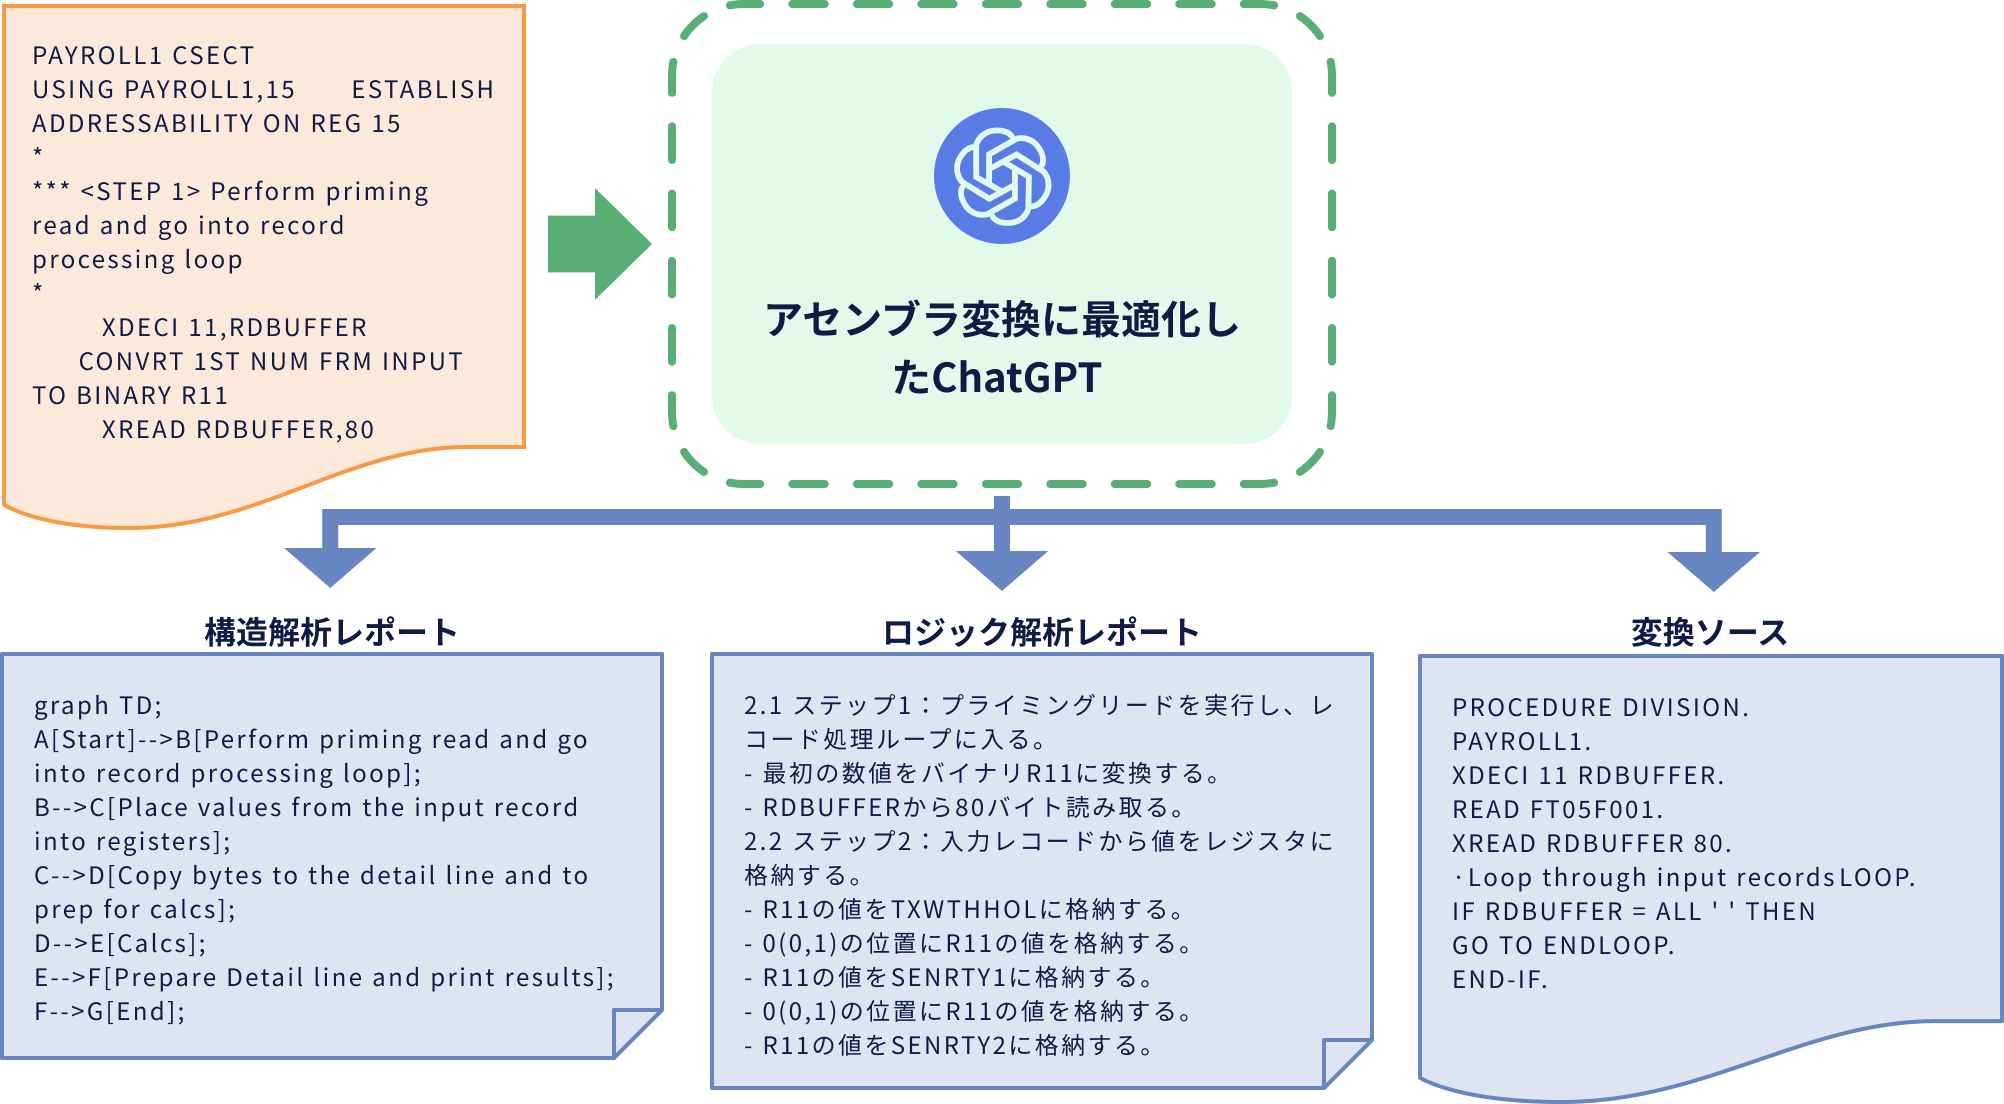 PAYROLL1 CSECT
USING PAYROLL1,15 ESTABLISH
ADDRESSABILITY ON REG 15
*
*** <STEP 1> Perform priming
read and go into record
processing loop
*
XDECI 11,RDBUFFER
CONVRT 1ST NUM FRM INPUT
TO BINARY R11
XREAD RDBUFFER,80
アセンブラ変換に最適化し
たChatGPT
構造解析レポート
graph TD;
A[Start]-->B[Perform priming read and go
into record processing loop];
B-->C[Place values from the input record
into registers];
C-->D[Copy bytes to the detail line and to
prep for calcs];
D-->E[Calcs];
E-->F[Prepare Detail line and print results];
F-->G[End];
ロジック解析レポート
2.1 ステップ1：プライミングリードを実行し、レ
コード処理ループに入る。
- 最初の数値をバイナリR11に変換する。
- RDBUFFERから80バイト読み取る。
2.2 ステップ2：入力レコードから値をレジスタに
格納する。
- R11の値をTXWTHHOLに格納する。
- 0(0,1)の位置にR11の値を格納する。
- R11の値をSENRTY1に格納する。
- 0(0,1)の位置にR11の値を格納する。
- R11の値をSENRTY2に格納する。
変換ソース
PROCEDURE DIVISION.
PAYROLL1.
XDECI 11 RDBUFFER.
READ FT05F001.
XREAD RDBUFFER 80.
·Loop through input recordsLOOP.
IF RDBUFFER = ALL ' ' THEN
GO TO ENDLOOP.
END-IF.